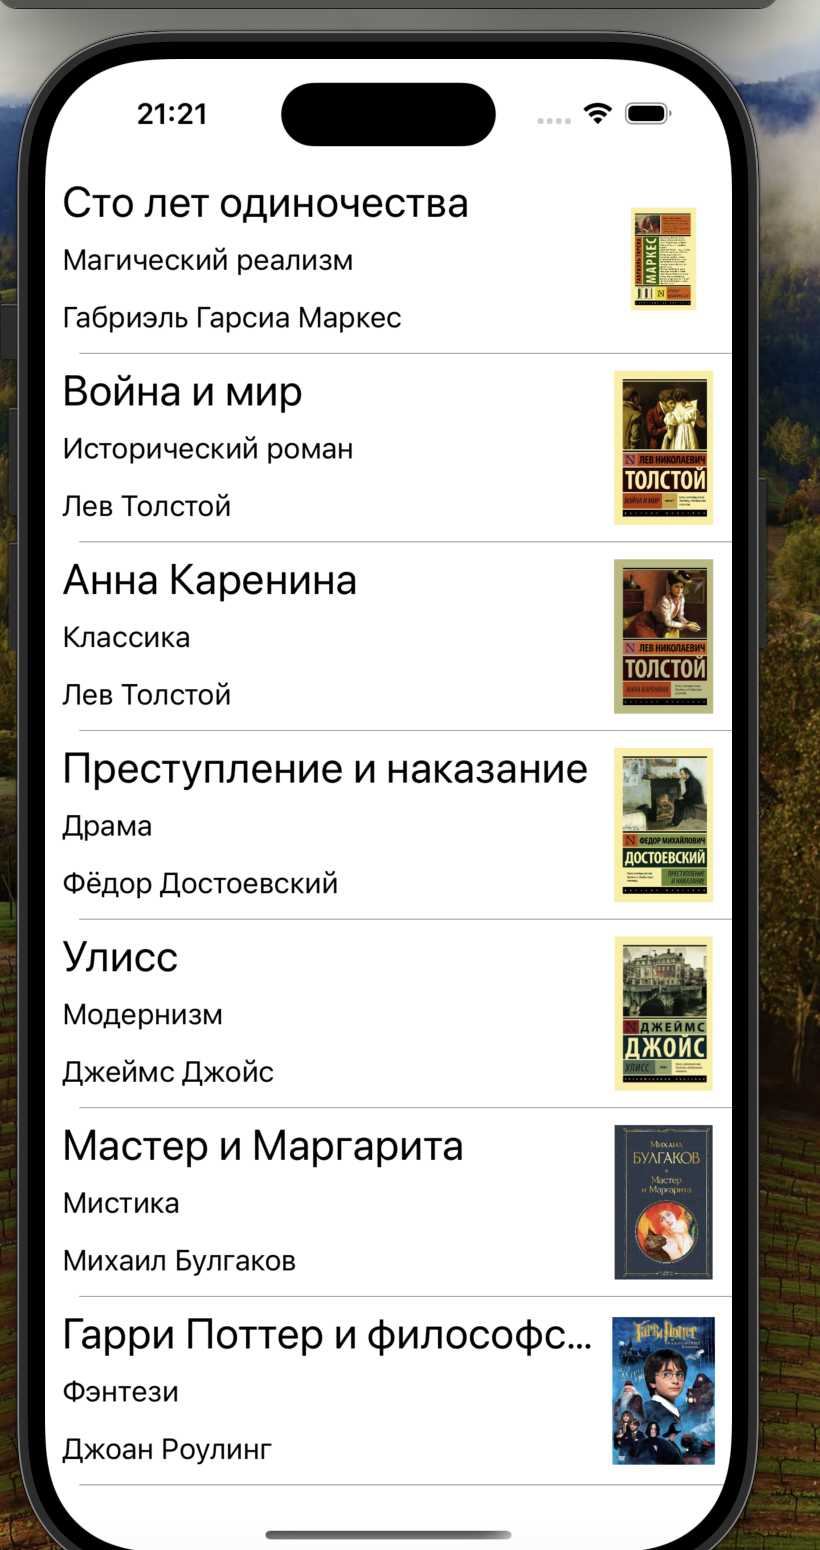 21:21
Сто лет одиночества
Магический реализм
Габриэль Гарсиа Маркес
МАРКЕС
Война и мир
Исторический роман
Лев Толстой
ЛЕВ НИКОЛАЕВИЧ
ТОЛСТОЙ
ВОЙНА И МИР
Анна Каренина
Классика
Лев Толстой
ЛЕВ НИКОЛАЕВИЧ
ТОЛСТОЙ
АННА КАРЕНИНА
Преступление и наказание
Драма
Фёдор Достоевский
ФЕДОР МИХАЙЛОВИЧ
ДОСТОЕВСКИЙ
ПРЕСТУПЛЕНИЕ
И НАКАЗАНИЕ
Улисс
Модернизм
Джеймс Джойс
ДЖЕЙМС
ДЖОЙС
УЛИСС
Мастер и Маргарита
Мистика
Михаил Булгаков
Михаил
БУЛГАКОВ
Мастер
и Маргарита
Гарри Поттер и философс...
Фэнтези
Джоан Роулинг
Гарри Поттер